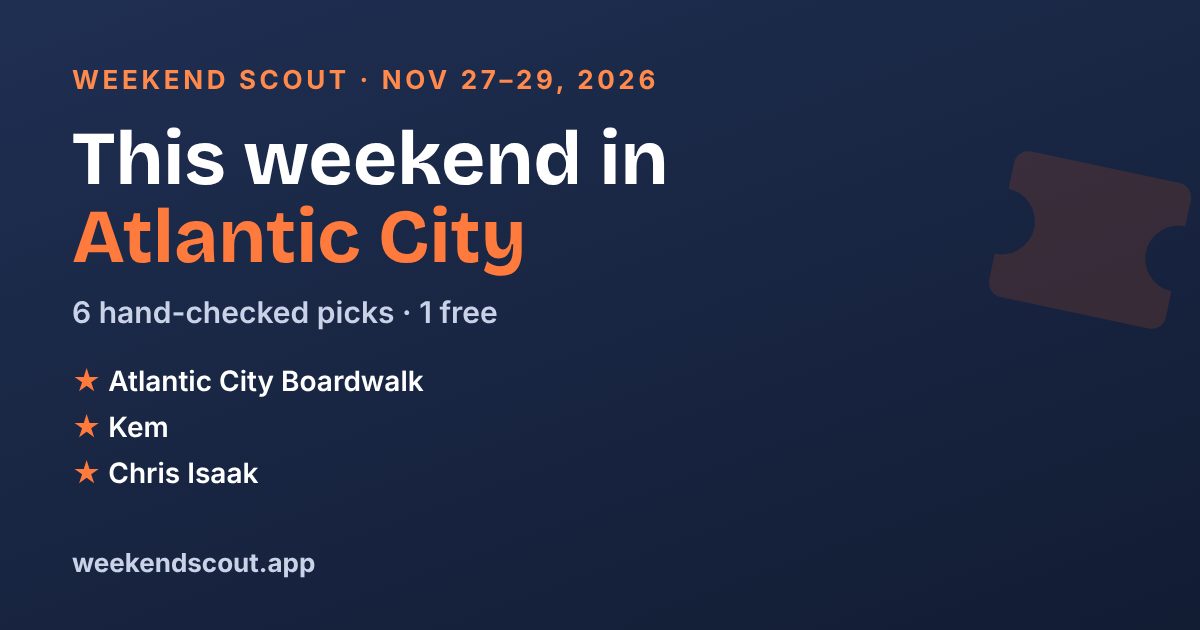 WEEKEND SCOUT · NOV 27–29, 2026
This weekend in
Atlantic City
6 hand-checked picks · 1 free
★ Atlantic City Boardwalk
★ Kem
★ Chris Isaak
weekendscout.app